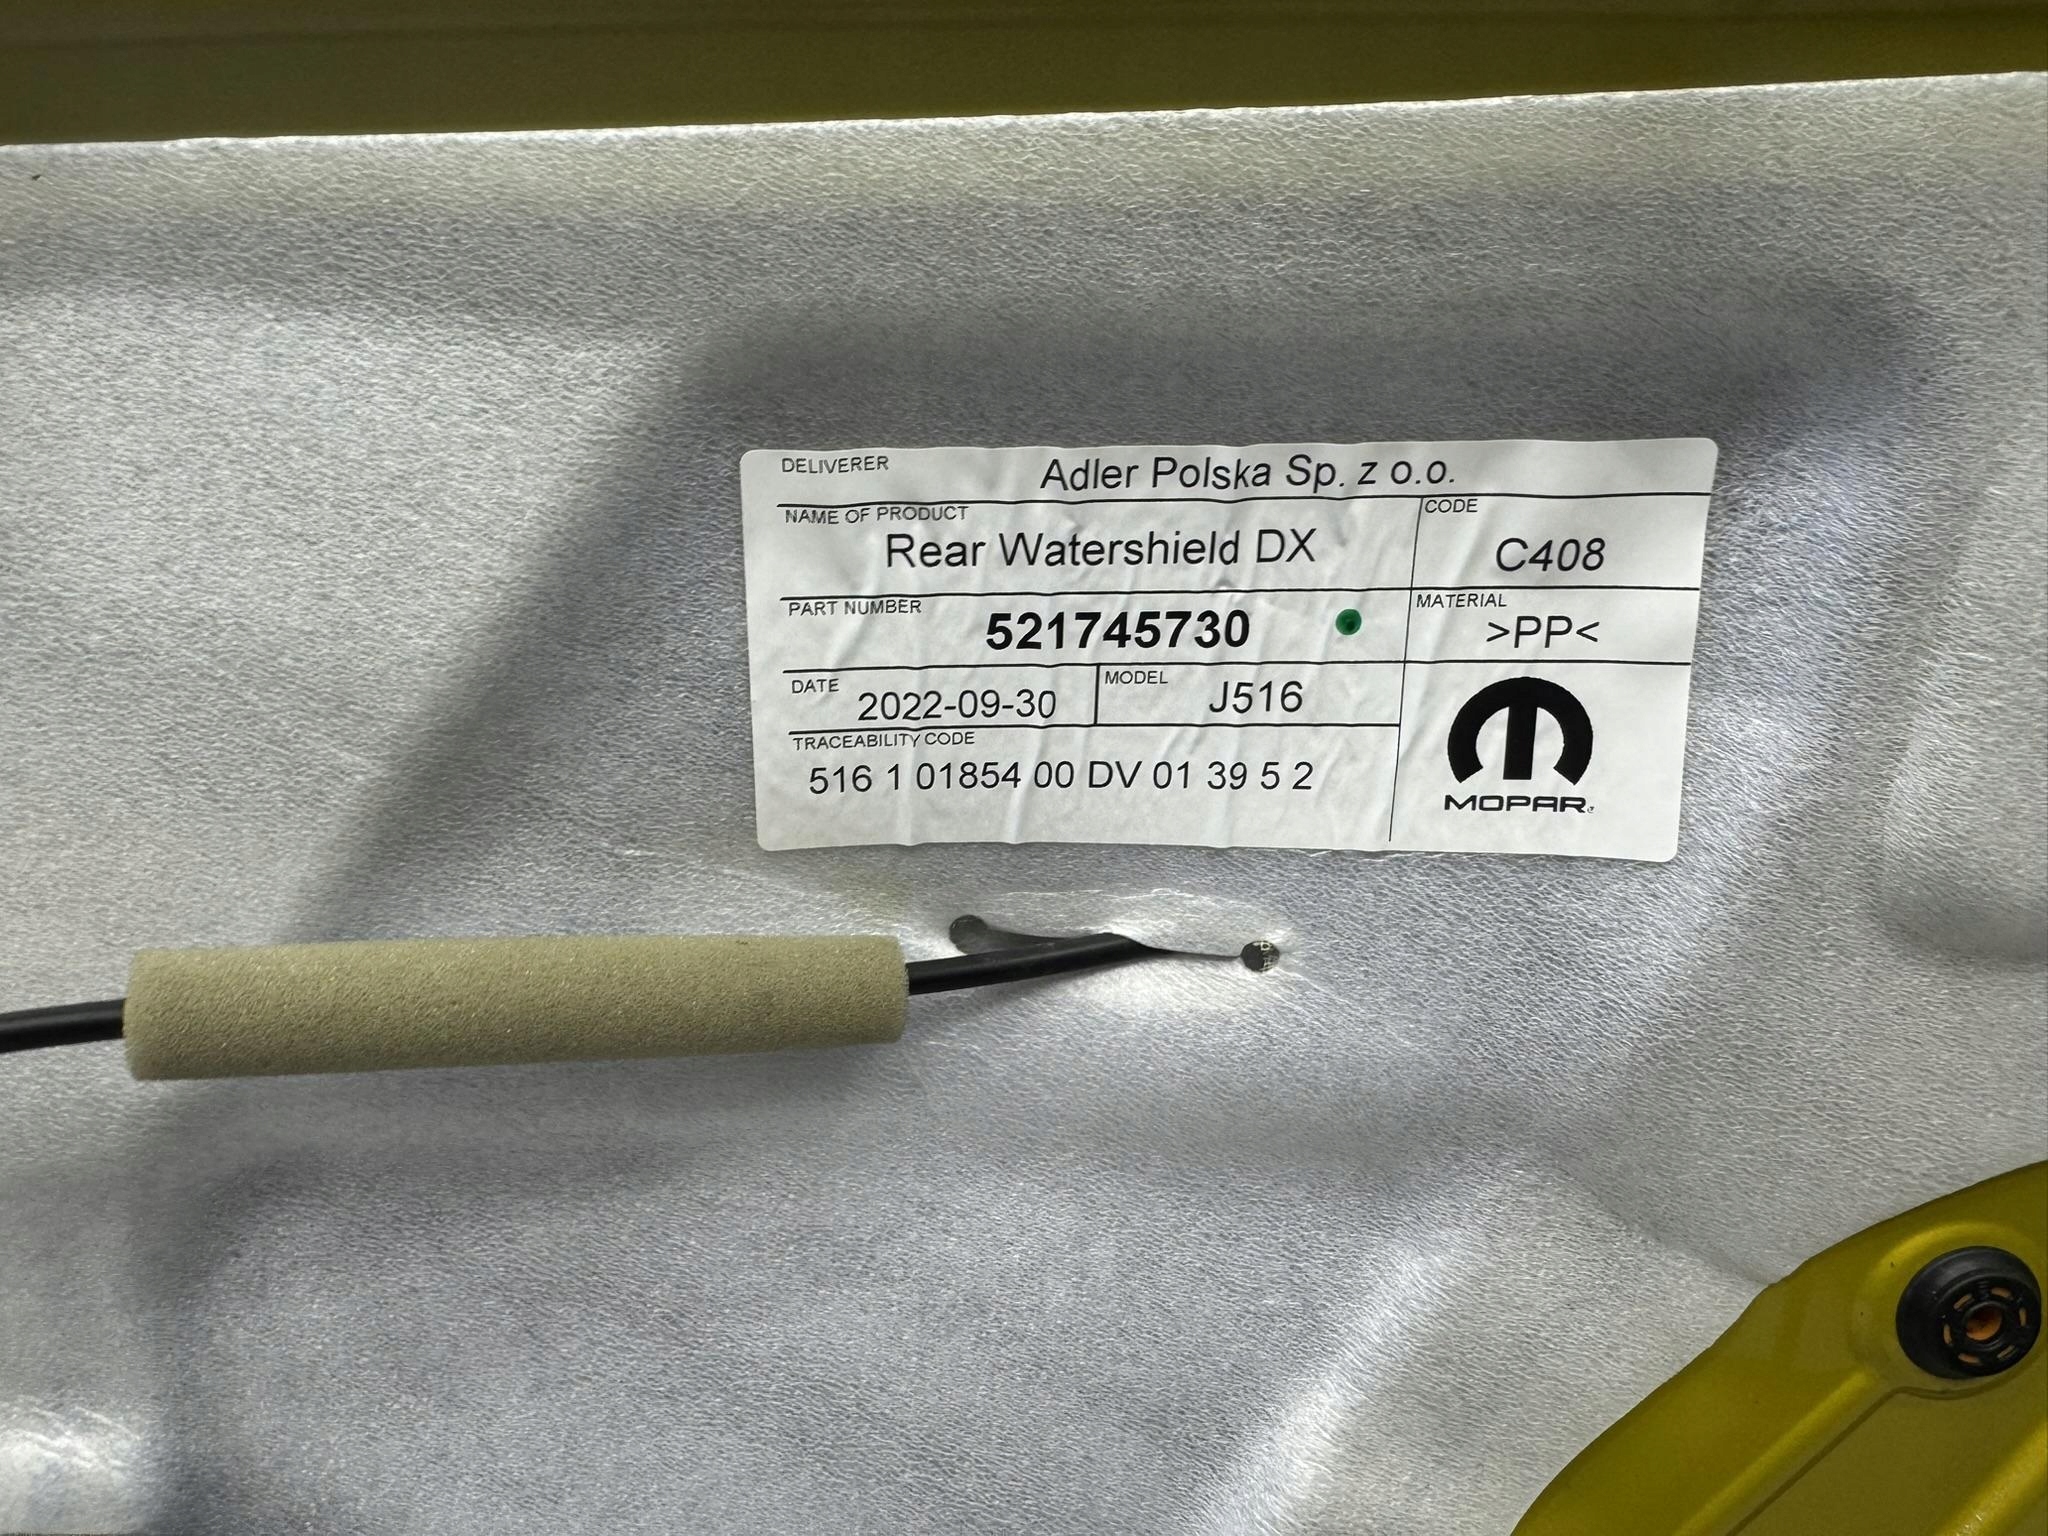 DELIVERER
Adler Polska Sp. z o.o.
NAME OF PRODUCT
Rear Watershield DX
CODE
C408
PART NUMBER
521745730
MATERIAL
>PP<
DATE
2022-09-30
MODEL
J516
TRACEABILITY CODE
516 1 01854 00 DV 01 39 5 2
MOPAR